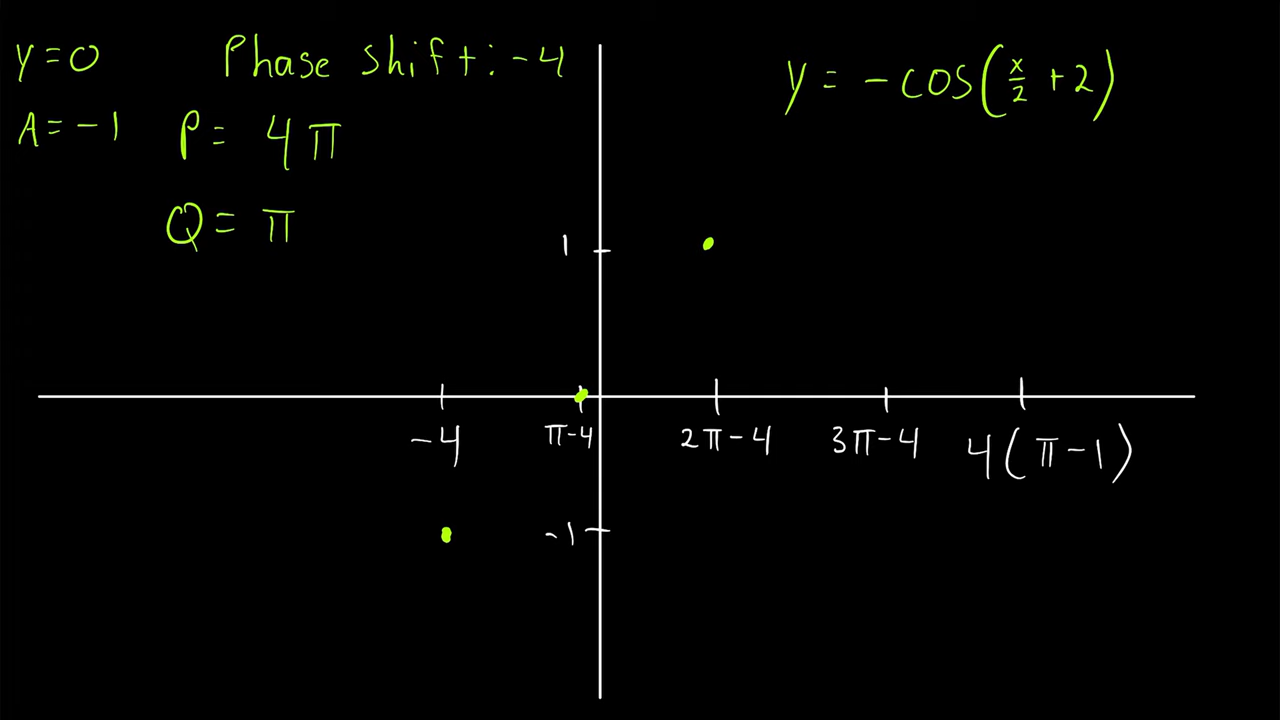 y=0 Phase shift: -4 y = -cos(x/2 + 2)
A=-1 P= 4π
Q= π
1
-4 π-4 2π-4 3π-4 4(π-1)
-1